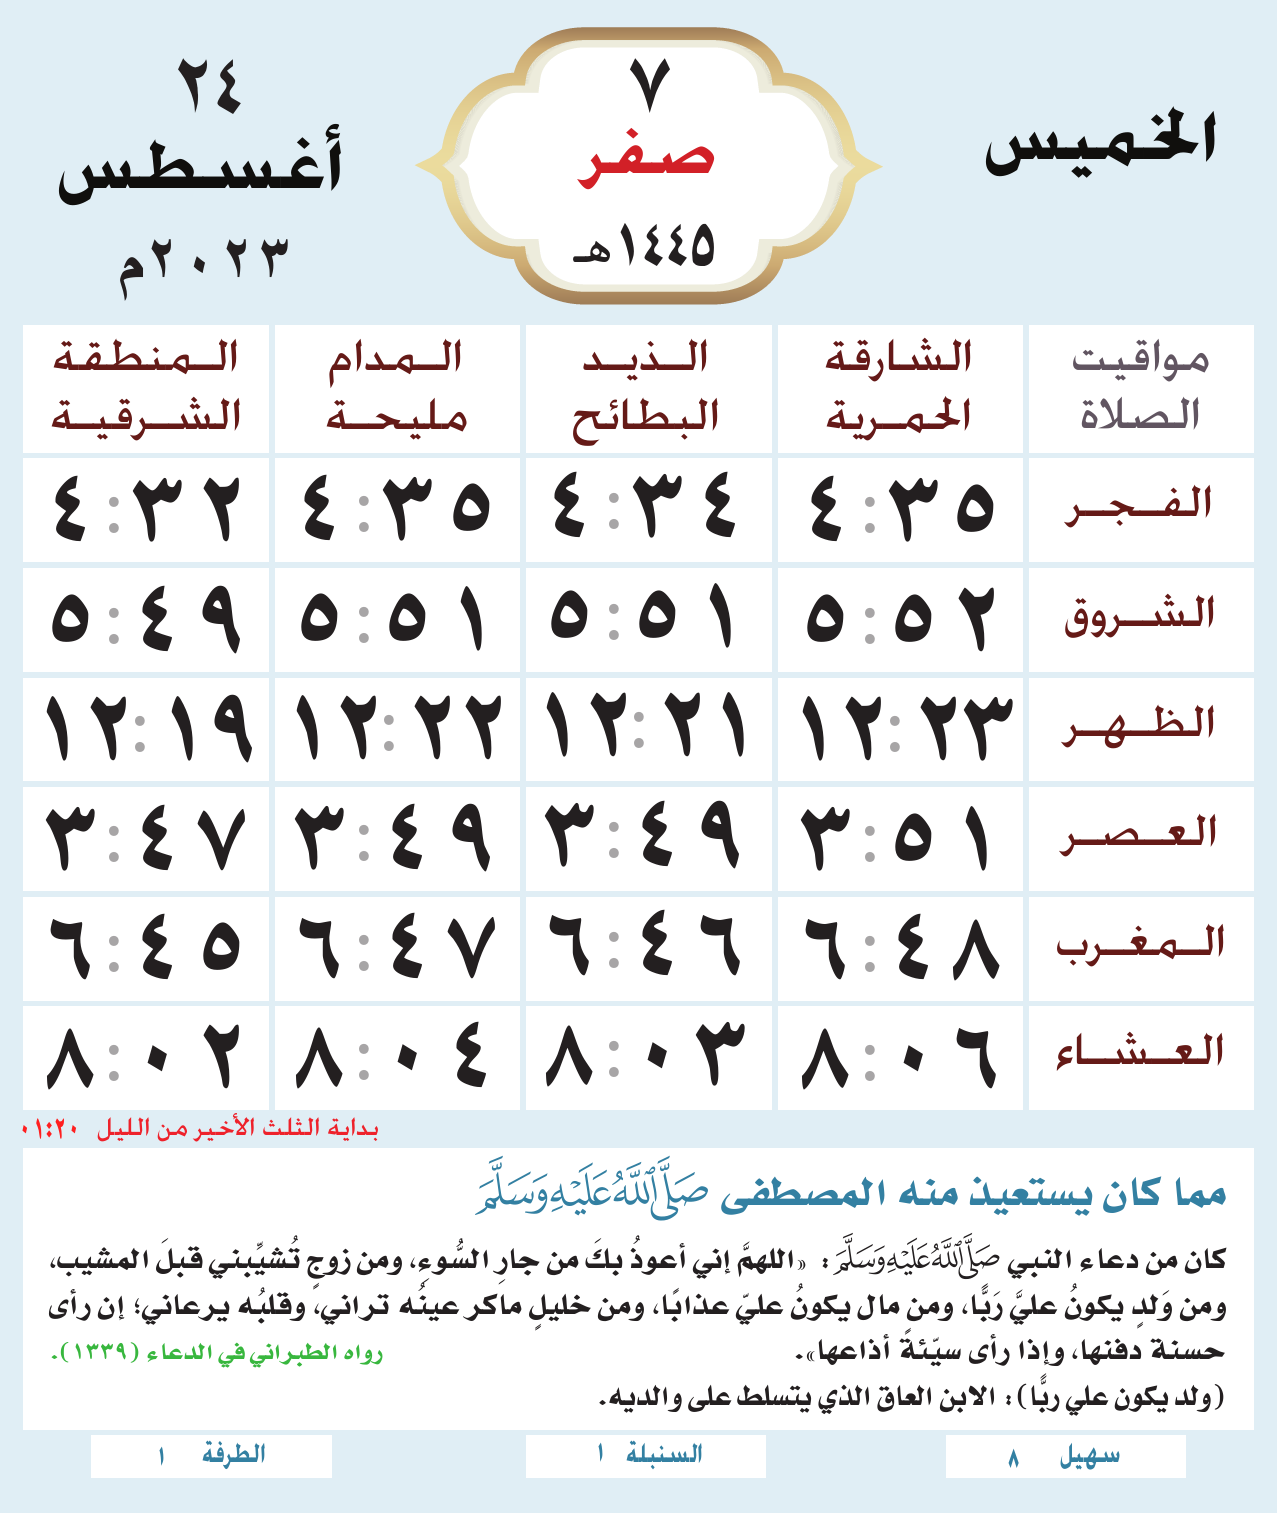 الخميس
٧
صفر
١٤٤٥هـ
٢٤
أغسطس
٢٠٢٣م
مواقيت الصلاة | الشارقة الحمرية | الذيد البطائح | المدام مليحة | المنطقة الشرقية
الفجر ٤:٣٥ ٤:٣٤ ٤:٣٥ ٤:٣٢
الشروق ٥:٥٢ ٥:٥١ ٥:٥١ ٥:٤٩
الظهر ١٢:٢٣ ١٢:٢١ ١٢:٢٢ ١٢:١٩
العصر ٣:٥١ ٣:٤٩ ٣:٤٩ ٣:٤٧
المغرب ٦:٤٨ ٦:٤٦ ٦:٤٧ ٦:٤٥
العشاء ٨:٠٦ ٨:٠٣ ٨:٠٤ ٨:٠٢
بداية الثلث الأخير من الليل ٠١:٢٠
مما كان يستعيذ منه المصطفى صَلَّى اللَّهُ عَلَيْهِ وَسَلَّمَ
كان من دعاء النبي صَلَّى اللَّهُ عَلَيْهِ وَسَلَّمَ: «اللهمَّ إني أعوذُ بكَ من جارِ السُّوءِ، ومن زوجٍ تُشيِّبني قبلَ المشيب،
ومن وَلدٍ يكونُ عليَّ رَبًّا، ومن مال يكونُ عليّ عذابًا، ومن خليلٍ ماكر عينُه تراني، وقلبُه يرعاني؛ إن رأى
حسنة دفنها، وإذا رأى سيّئةً أذاعها».
رواه الطبراني في الدعاء (١٣٣٩).
(ولد يكون علي ربًّا): الابن العاق الذي يتسلط على والديه.
سهيل ٨
السنبلة ١
الطرفة ١